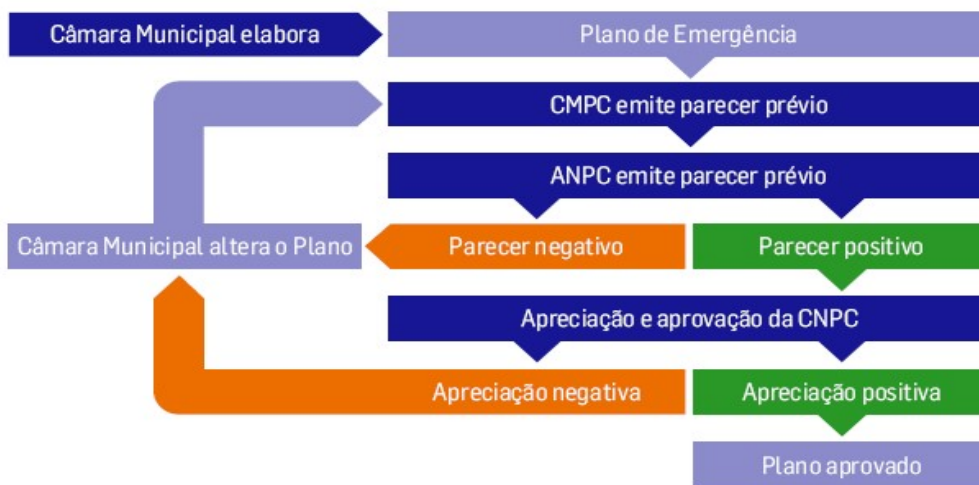 Câmara Municipal elabora
Plano de Emergência
CMPC emite parecer prévio
ANPC emite parecer prévio
Câmara Municipal altera o Plano
Parecer negativo
Parecer positivo
Apreciação e aprovação da CNPC
Apreciação negativa
Apreciação positiva
Plano aprovado